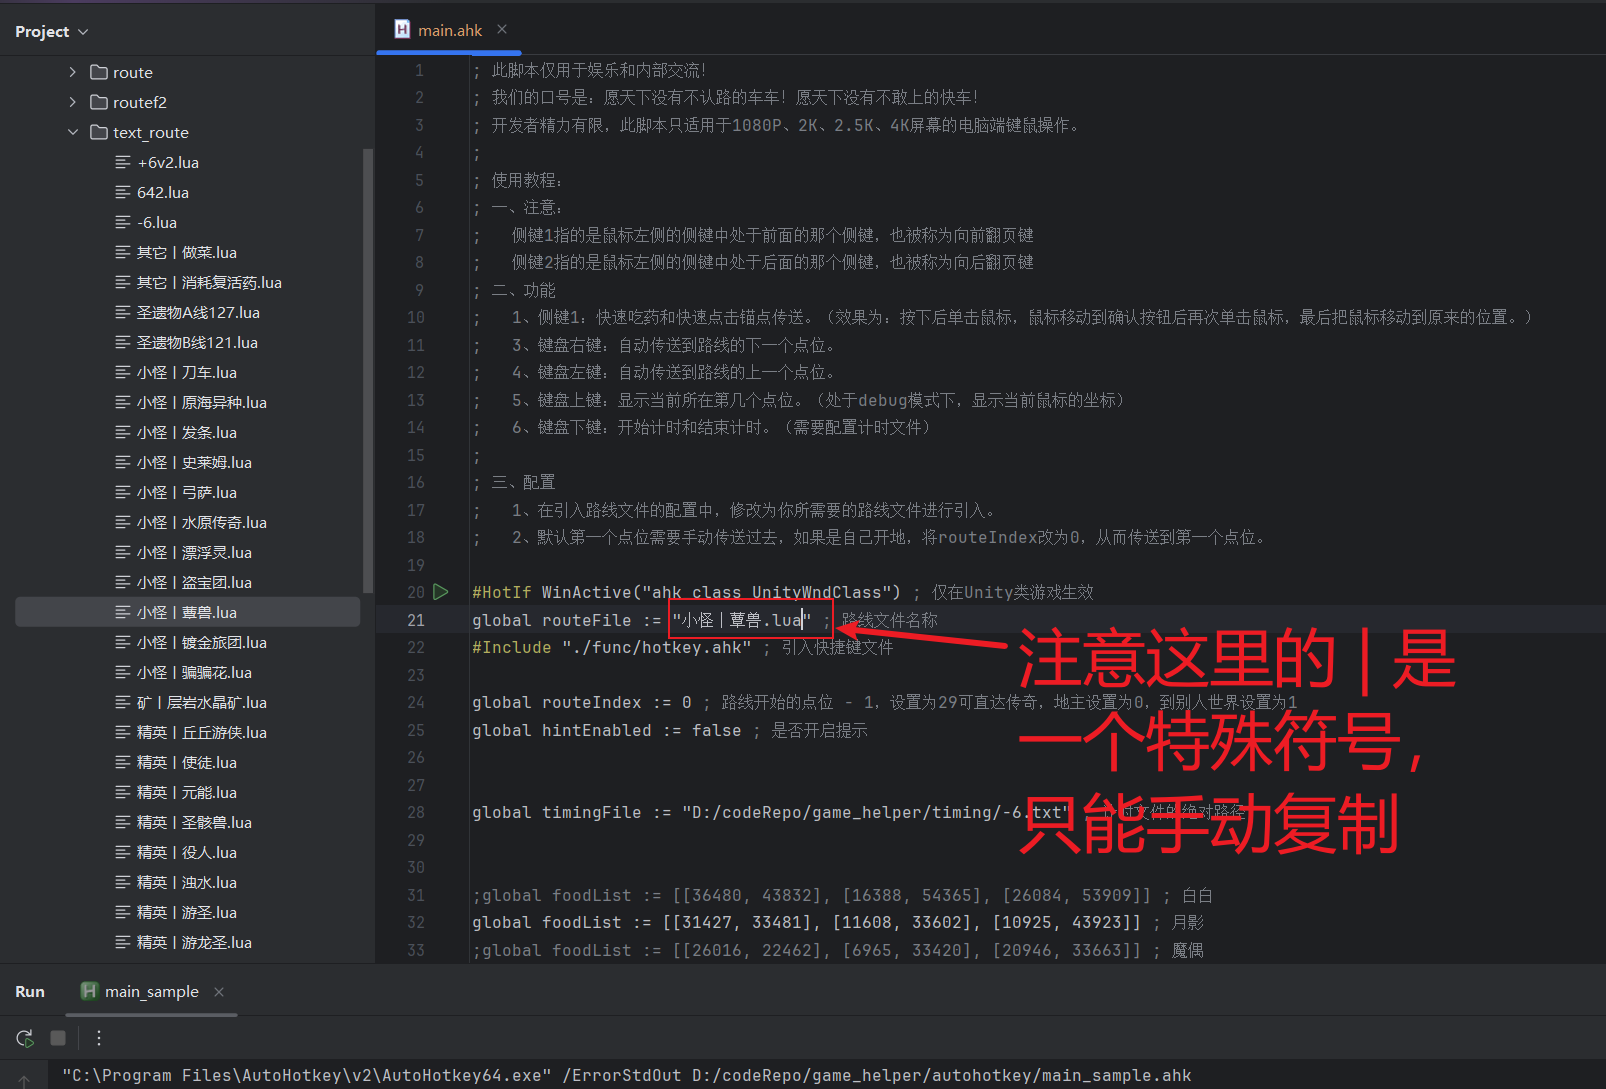 Project
route
routef2
text_route
+6v2.lua
642.lua
-6.lua
其它丨做菜.lua
其它丨消耗复活药.lua
圣遗物A线127.lua
圣遗物B线121.lua
小怪丨刀车.lua
小怪丨原海异种.lua
小怪丨发条.lua
小怪丨史莱姆.lua
小怪丨弓萨.lua
小怪丨水原传奇.lua
小怪丨漂浮灵.lua
小怪丨盗宝团.lua
小怪丨蕈兽.lua
小怪丨镀金旅团.lua
小怪丨骗骗花.lua
矿丨层岩水晶矿.lua
精英丨丘丘游侠.lua
精英丨使徒.lua
精英丨元能.lua
精英丨圣骸兽.lua
精英丨役人.lua
精英丨浊水.lua
精英丨游圣.lua
精英丨游龙圣.lua
main.ahk
1 ; 此脚本仅用于娱乐和内部交流！
2 ; 我们的口号是：愿天下没有不认路的车车！愿天下没有不敢上的快车！
3 ; 开发者精力有限，此脚本只适用于1080P、2K、2.5K、4K屏幕的电脑端键鼠操作。
4 ;
5 ; 使用教程：
6 ; 一、注意：
7 ; 侧键1指的是鼠标左侧的侧键中处于前面的那个侧键，也被称为向前翻页键
8 ; 侧键2指的是鼠标左侧的侧键中处于后面的那个侧键，也被称为向后翻页键
9 ; 二、功能
10 ; 1、侧键1：快速吃药和快速点击锚点传送。（效果为：按下后单击鼠标，鼠标移动到确认按钮后再次单击鼠标，最后把鼠标移动到原来的位置。）
11 ; 3、键盘右键：自动传送到路线的下一个点位。
12 ; 4、键盘左键：自动传送到路线的上一个点位。
13 ; 5、键盘上键：显示当前所在第几个点位。（处于debug模式下，显示当前鼠标的坐标）
14 ; 6、键盘下键：开始计时和结束计时。（需要配置计时文件）
15 ;
16 ; 三、配置
17 ; 1、在引入路线文件的配置中，修改为你所需要的路线文件进行引入。
18 ; 2、默认第一个点位需要手动传送过去，如果是自己开地，将routeIndex改为0，从而传送到第一个点位。
19
20 #HotIf WinActive("ahk_class UnityWndClass") ; 仅在Unity类游戏生效
21 global routeFile := "小怪丨蕈兽.lua" ; 路线文件名称
22 #Include "./func/hotkey.ahk" ; 引入快捷键文件
23
24 global routeIndex := 0 ; 路线开始的点位 - 1，设置为29可直达传奇，地主设置为0，到别人世界设置为1
25 global hintEnabled := false ; 是否开启提示
26
27
28 global timingFile := "D:/codeRepo/game_helper/timing/-6.txt" ; 计时文件的绝对路径
29
30
31 ;global foodList := [[36480, 43832], [16388, 54365], [26084, 53909]] ; 白白
32 global foodList := [[31427, 33481], [11608, 33602], [10925, 43923]] ; 月影
33 ;global foodList := [[26016, 22462], [6965, 33420], [20946, 33663]] ; 魔偶
注意这里的丨是
一个特殊符号，
只能手动复制
Run
main_sample
"C:\Program Files\AutoHotkey\v2\AutoHotkey64.exe" /ErrorStdOut D:/codeRepo/game_helper/autohotkey/main_sample.ahk